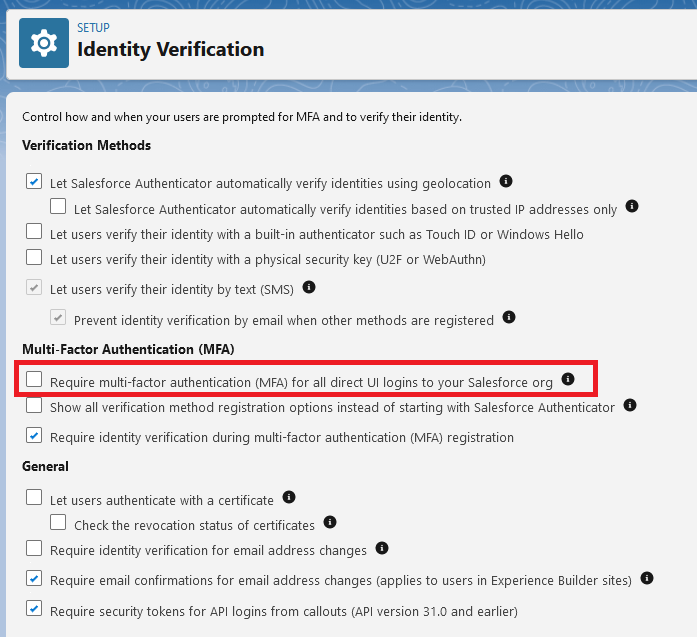 SETUP
Identity Verification
Control how and when your users are prompted for MFA and to verify their identity.
Verification Methods
Let Salesforce Authenticator automatically verify identities using geolocation
Let Salesforce Authenticator automatically verify identities based on trusted IP addresses only
Let users verify their identity with a built-in authenticator such as Touch ID or Windows Hello
Let users verify their identity with a physical security key (U2F or WebAuthn)
Let users verify their identity by text (SMS)
Prevent identity verification by email when other methods are registered
Multi-Factor Authentication (MFA)
Require multi-factor authentication (MFA) for all direct UI logins to your Salesforce org
Show all verification method registration options instead of starting with Salesforce Authenticator
Require identity verification during multi-factor authentication (MFA) registration
General
Let users authenticate with a certificate
Check the revocation status of certificates
Require identity verification for email address changes
Require email confirmations for email address changes (applies to users in Experience Builder sites)
Require security tokens for API logins from callouts (API version 31.0 and earlier)